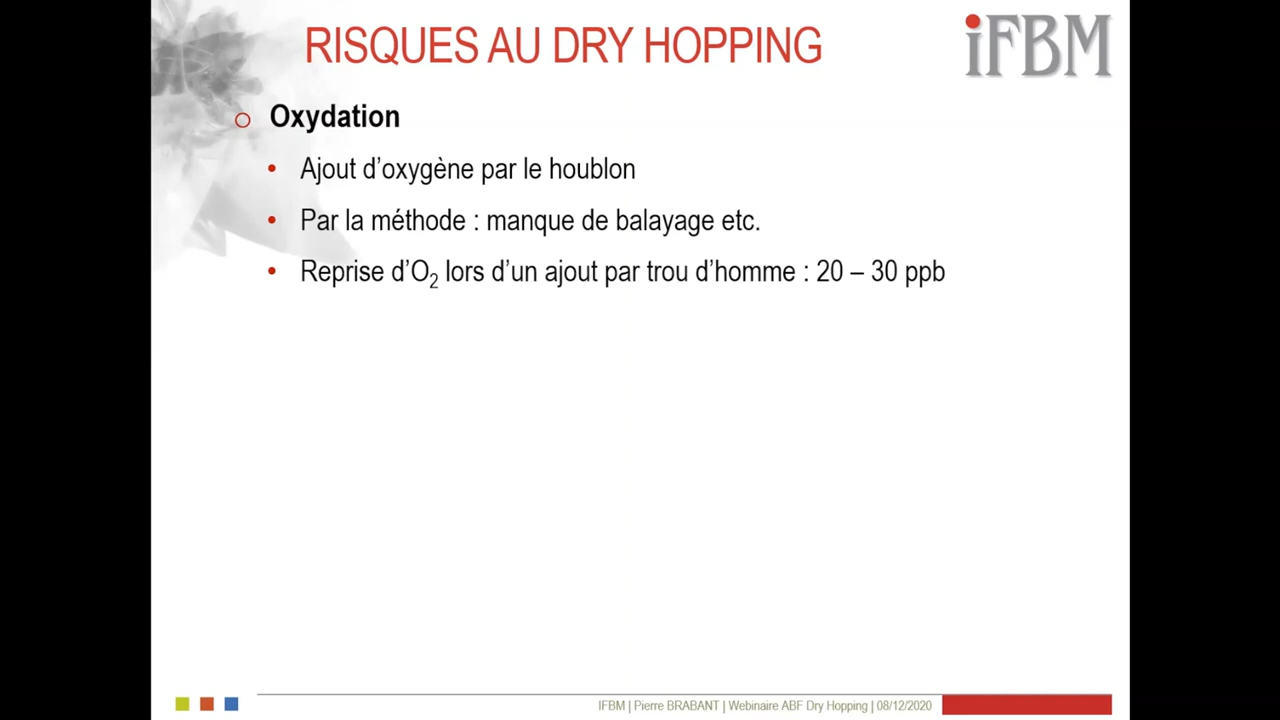 RISQUES AU DRY HOPPING
iFBM
Oxydation
• Ajout d’oxygène par le houblon
• Par la méthode : manque de balayage etc.
• Reprise d’O₂ lors d’un ajout par trou d’homme : 20 – 30 ppb
IFBM | Pierre BRABANT | Webinaire ABF Dry Hopping | 08/12/2020